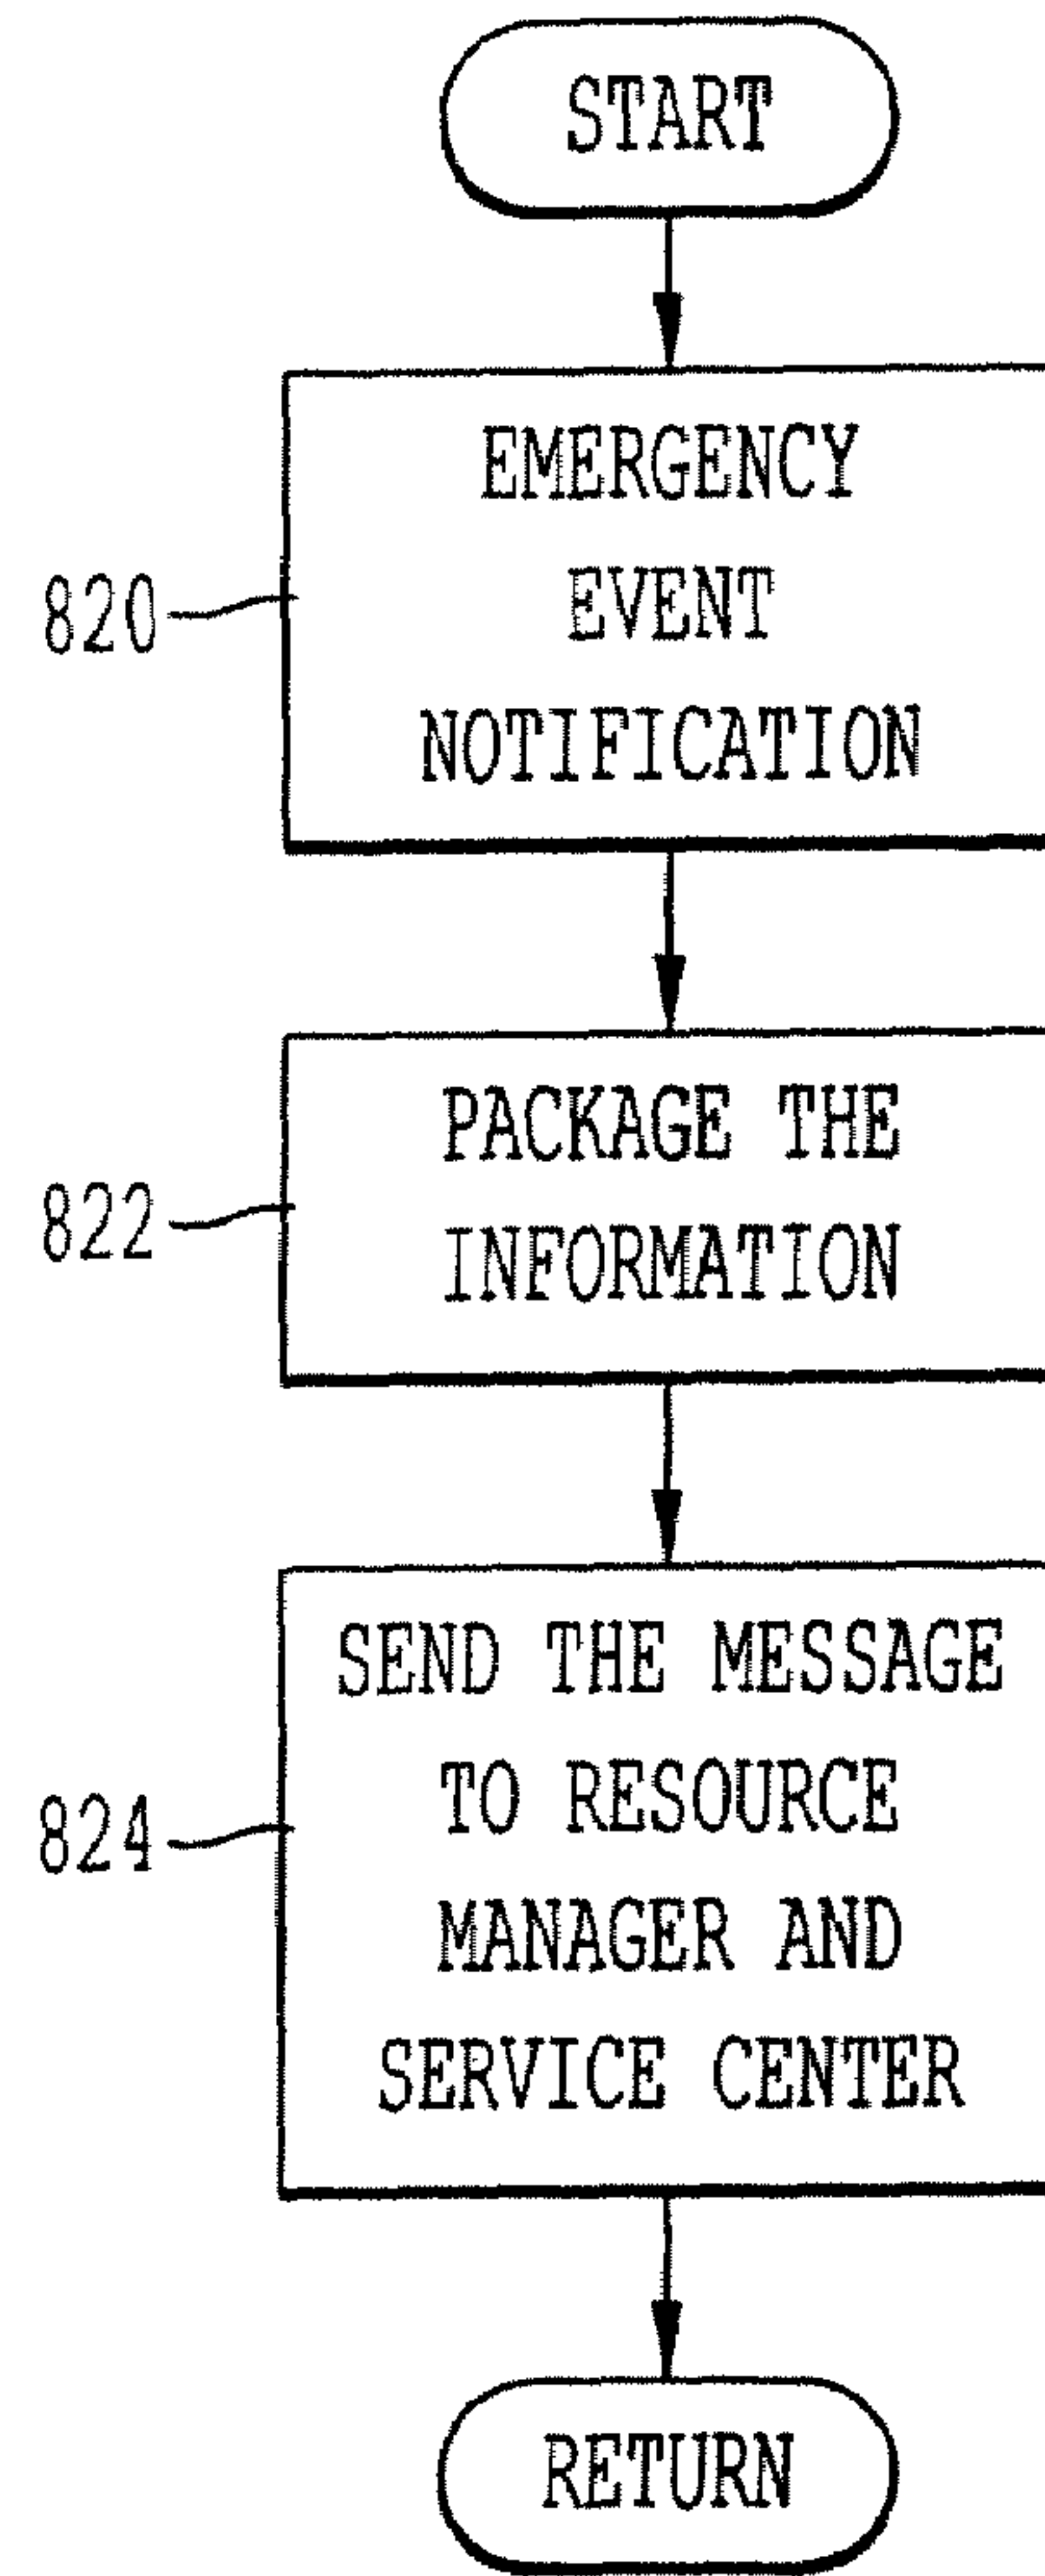 START
EMERGENCY
EVENT
NOTIFICATION
820
PACKAGE THE
INFORMATION
822
SEND THE MESSAGE
TO RESOURCE
MANAGER AND
SERVICE CENTER
824
RETURN